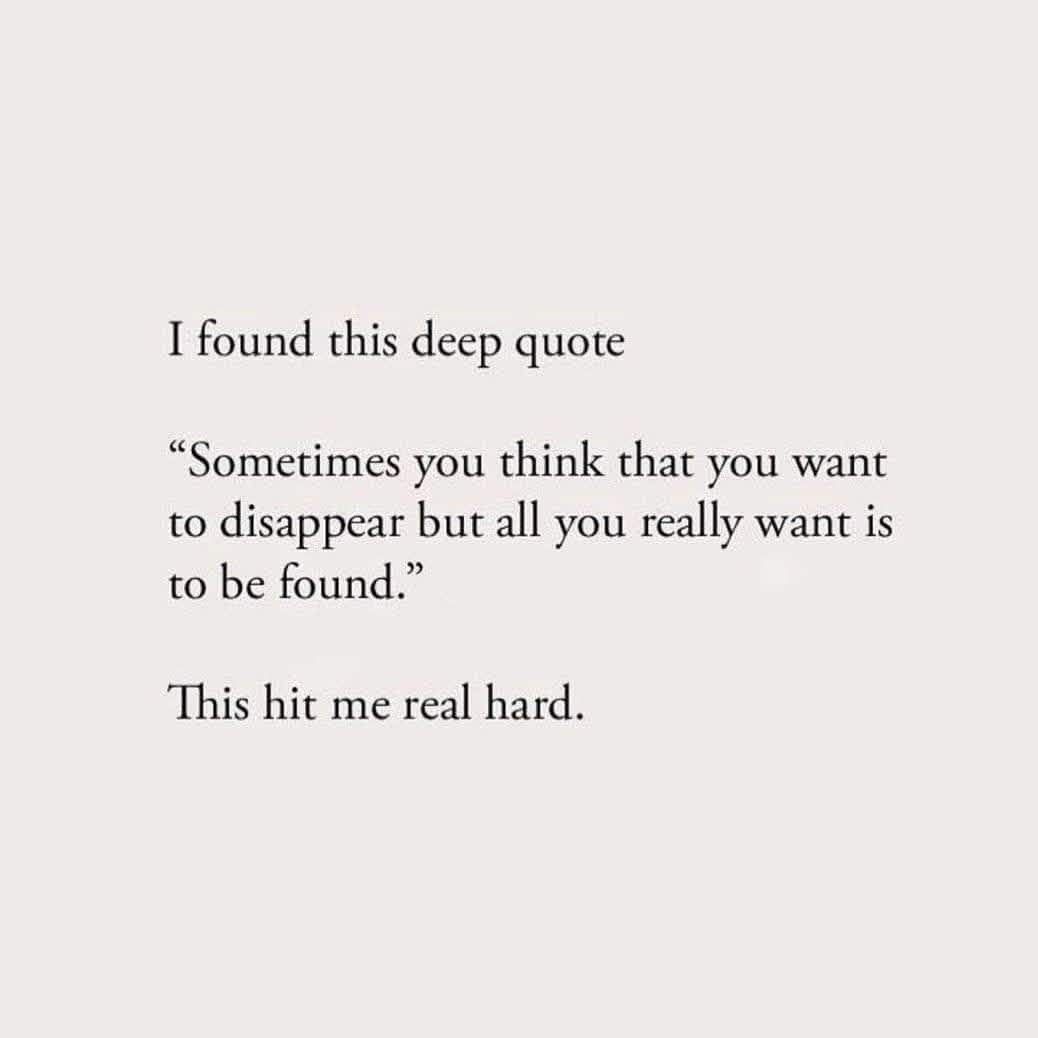 I found this deep quote
“Sometimes you think that you want
to disappear but all you really want is
to be found.”
This hit me real hard.